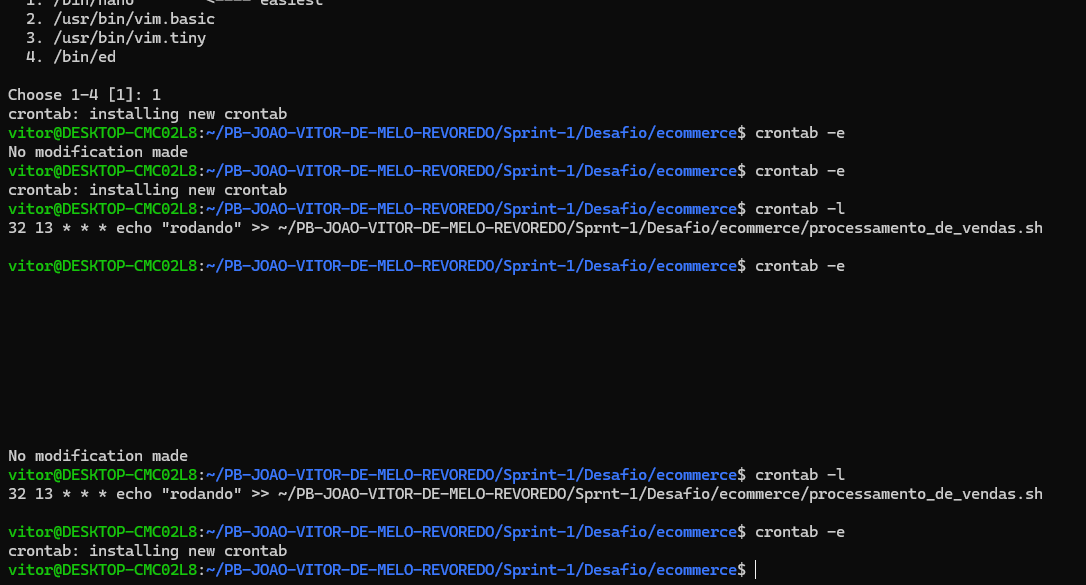 1. /bin/nano        <---- easiest
2. /usr/bin/vim.basic
3. /usr/bin/vim.tiny
4. /bin/ed
Choose 1-4 [1]: 1
crontab: installing new crontab
vitor@DESKTOP-CMC02L8:~/PB-JOAO-VITOR-DE-MELO-REVOREDO/Sprint-1/Desafio/ecommerce$ crontab -e
No modification made
vitor@DESKTOP-CMC02L8:~/PB-JOAO-VITOR-DE-MELO-REVOREDO/Sprint-1/Desafio/ecommerce$ crontab -e
crontab: installing new crontab
vitor@DESKTOP-CMC02L8:~/PB-JOAO-VITOR-DE-MELO-REVOREDO/Sprint-1/Desafio/ecommerce$ crontab -l
32 13 * * * echo "rodando" >> ~/PB-JOAO-VITOR-DE-MELO-REVOREDO/Sprnt-1/Desafio/ecommerce/processamento_de_vendas.sh
vitor@DESKTOP-CMC02L8:~/PB-JOAO-VITOR-DE-MELO-REVOREDO/Sprint-1/Desafio/ecommerce$ crontab -e
No modification made
vitor@DESKTOP-CMC02L8:~/PB-JOAO-VITOR-DE-MELO-REVOREDO/Sprint-1/Desafio/ecommerce$ crontab -l
32 13 * * * echo "rodando" >> ~/PB-JOAO-VITOR-DE-MELO-REVOREDO/Sprnt-1/Desafio/ecommerce/processamento_de_vendas.sh
vitor@DESKTOP-CMC02L8:~/PB-JOAO-VITOR-DE-MELO-REVOREDO/Sprint-1/Desafio/ecommerce$ crontab -e
crontab: installing new crontab
vitor@DESKTOP-CMC02L8:~/PB-JOAO-VITOR-DE-MELO-REVOREDO/Sprint-1/Desafio/ecommerce$